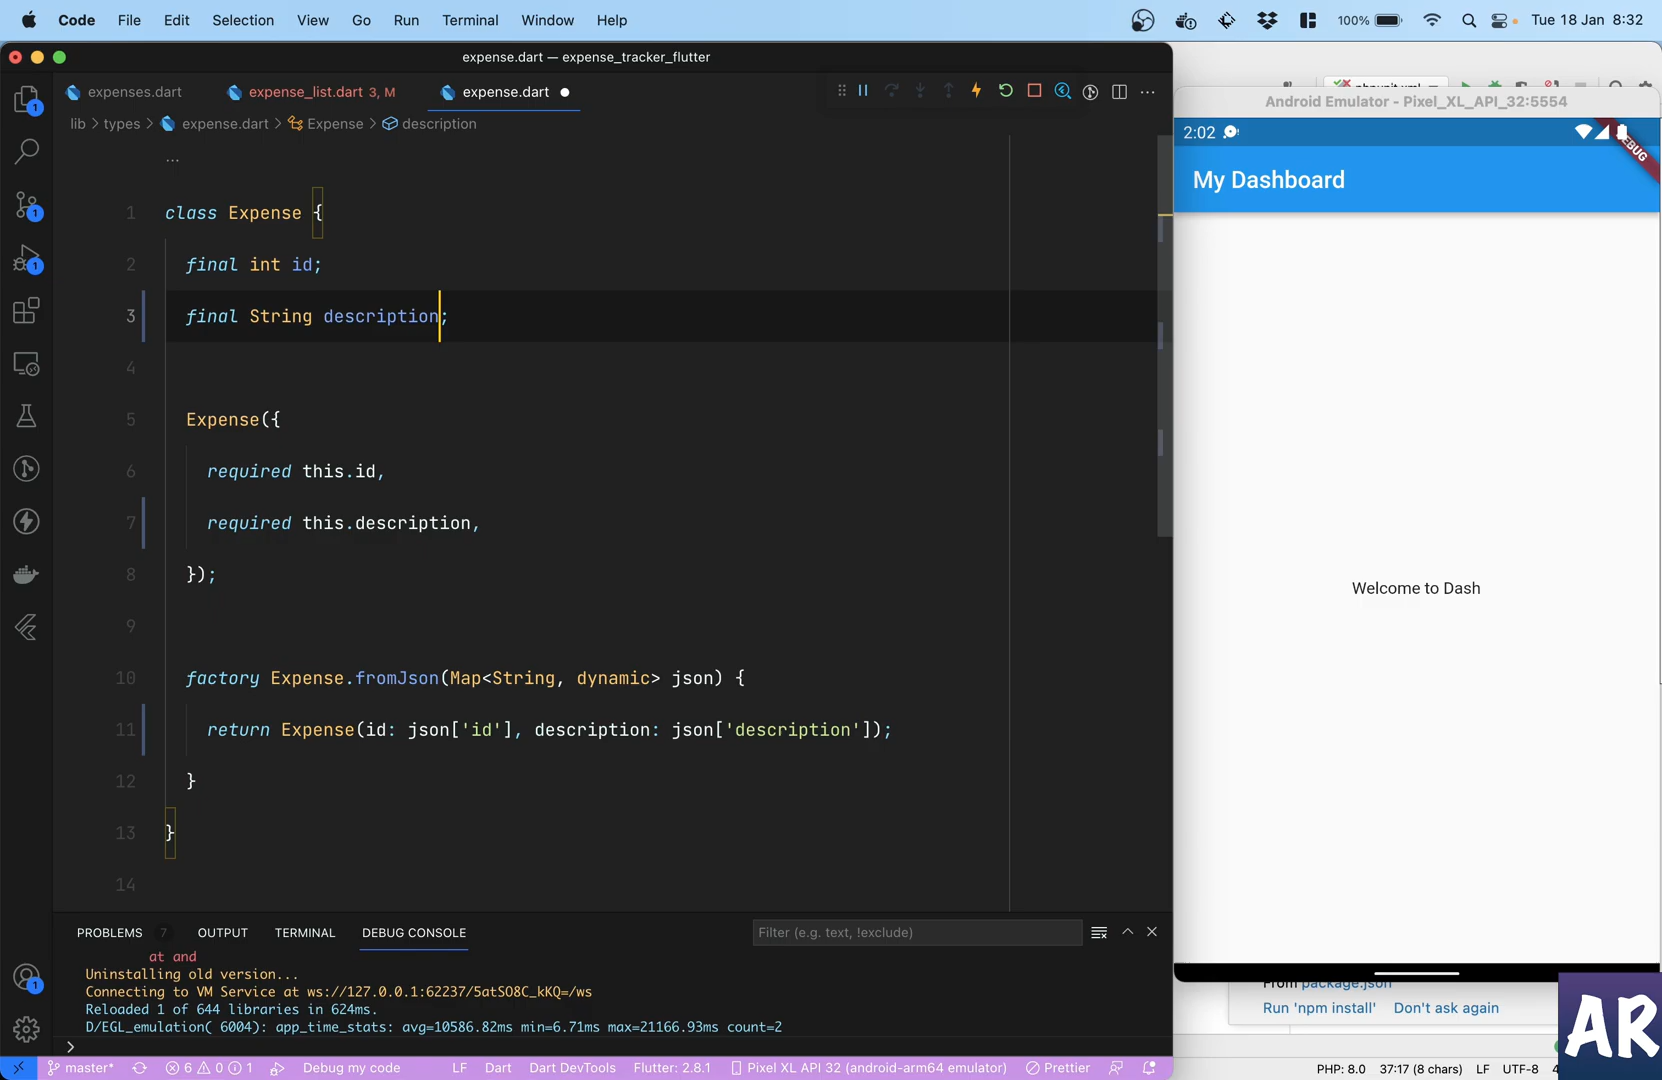 Code File Edit Selection View Go Run Terminal Window Help 100% Tue 18 Jan 8:32
expense.dart — expense_tracker_flutter
expenses.dart expense_list.dart 3, M expense.dart
lib > types > expense.dart > Expense > description
...
1 class Expense {
2 final int id;
3 final String description;
4
5 Expense({
6 required this.id,
7 required this.description,
8 });
9
10 factory Expense.fromJson(Map<String, dynamic> json) {
11 return Expense(id: json['id'], description: json['description']);
12 }
13 }
14
PROBLEMS 7 OUTPUT TERMINAL DEBUG CONSOLE Filter (e.g. text, !exclude)
at and
Uninstalling old version...
Connecting to VM Service at ws://127.0.0.1:62237/5atSO8C_kKQ=/ws
Reloaded 1 of 644 libraries in 624ms.
D/EGL_emulation( 6004): app_time_stats: avg=10586.82ms min=6.71ms max=21166.93ms count=2
>
master* 6 0 1 Debug my code LF Dart Dart DevTools Flutter: 2.8.1 Pixel XL API 32 (android-arm64 emulator) Prettier
1
1
1
1
Android Emulator - Pixel_XL_API_32:5554
2:02
DEBUG
My Dashboard
Welcome to Dash
From package.json
Run 'npm install' Don't ask again
AR
PHP: 8.0 37:17 (8 chars) LF UTF-8 4